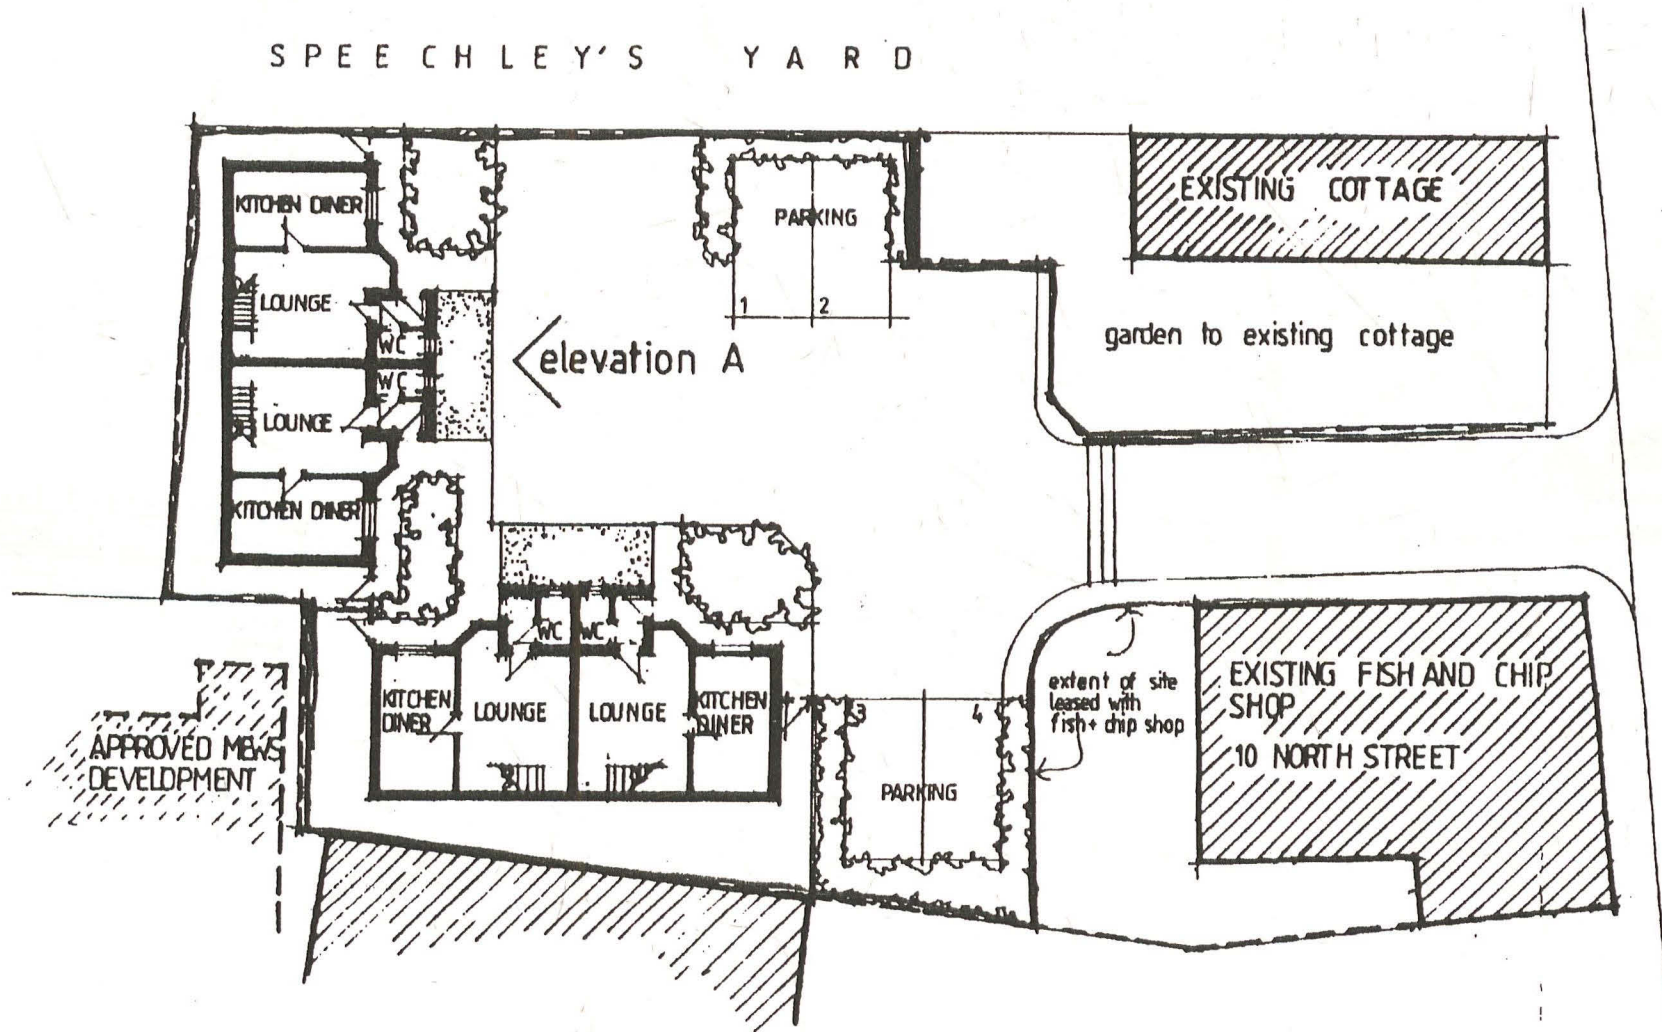 SPEECHLEY'S YARD
EXISTING COTTAGE
KITCHEN DINER
PARKING
1 2
LOUNGE
WC
garden to existing cottage
elevation A
WC
LOUNGE
KITCHEN DINER
WC WC
EXISTING FISH AND CHIP
SHOP
10 NORTH STREET
extent of site
leased with
fish+ chip shop
KITCHEN
DINER
LOUNGE
LOUNGE
KITCHEN
DINER
3 4
PARKING
APPROVED MEWS
DEVELOPMENT